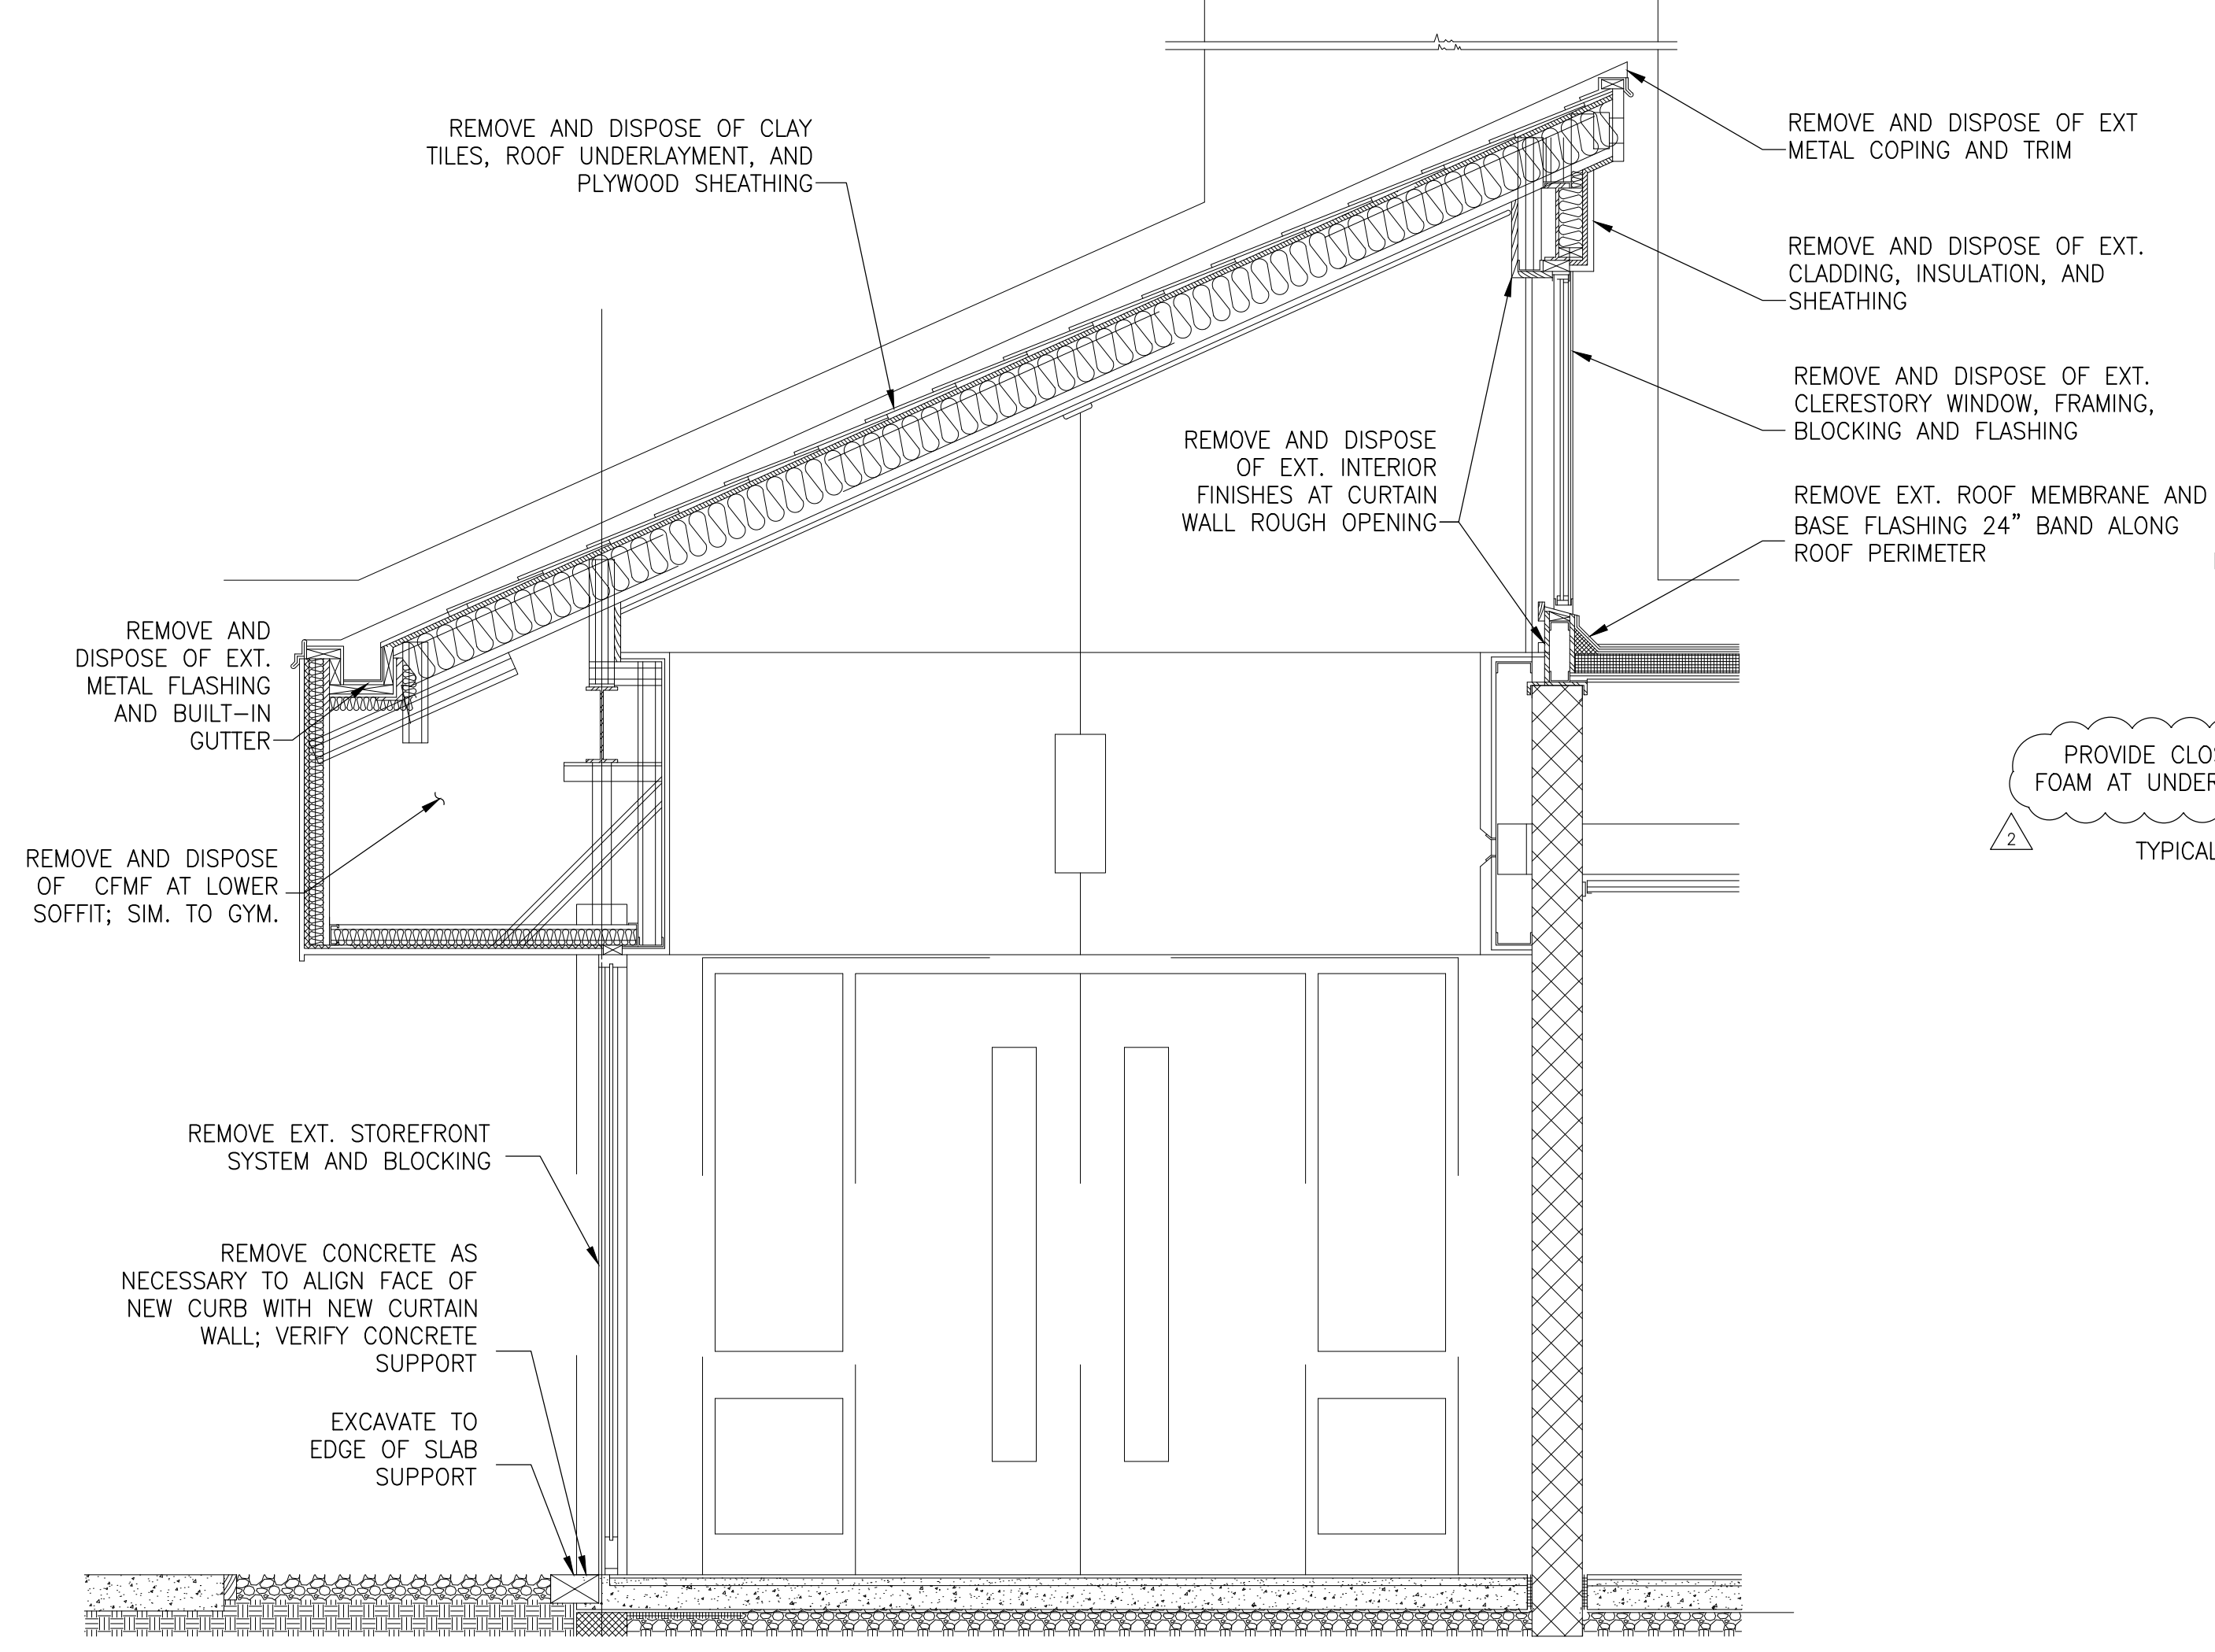 REMOVE AND DISPOSE OF CLAY
TILES, ROOF UNDERLAYMENT, AND
PLYWOOD SHEATHING
REMOVE AND DISPOSE OF EXT
METAL COPING AND TRIM
REMOVE AND DISPOSE OF EXT.
CLADDING, INSULATION, AND
SHEATHING
REMOVE AND DISPOSE OF EXT.
CLERESTORY WINDOW, FRAMING,
BLOCKING AND FLASHING
REMOVE AND DISPOSE
OF EXT. INTERIOR
FINISHES AT CURTAIN
WALL ROUGH OPENING
REMOVE EXT. ROOF MEMBRANE AND
BASE FLASHING 24” BAND ALONG
ROOF PERIMETER
REMOVE AND
DISPOSE OF EXT.
METAL FLASHING
AND BUILT-IN
GUTTER
PROVIDE
FOAM AT
2
REMOVE AND DISPOSE
OF CFMF AT LOWER
SOFFIT; SIM. TO GYM.
REMOVE EXT. STOREFRONT
SYSTEM AND BLOCKING
REMOVE CONCRETE AS
NECESSARY TO ALIGN FACE OF
NEW CURB WITH NEW CURTAIN
WALL; VERIFY CONCRETE
SUPPORT
EXCAVATE TO
EDGE OF SLAB
SUPPORT